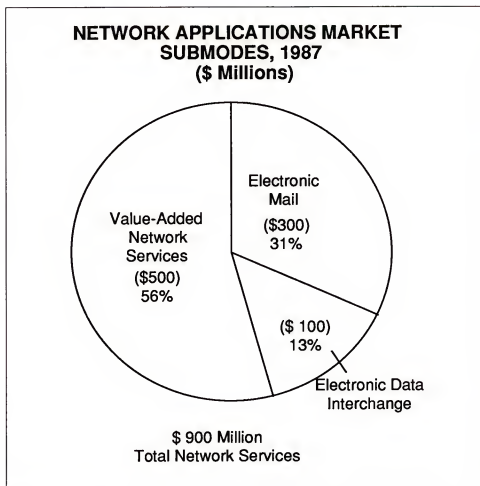 NETWORK APPLICATIONS MARKET
SUBMODES, 1987
($ Millions)
Electronic
Mail
($300)
31%
Value-Added
Network
Services
($500)
56%
($ 100)
13%
Electronic Data
Interchange
$ 900 Million
Total Network Services